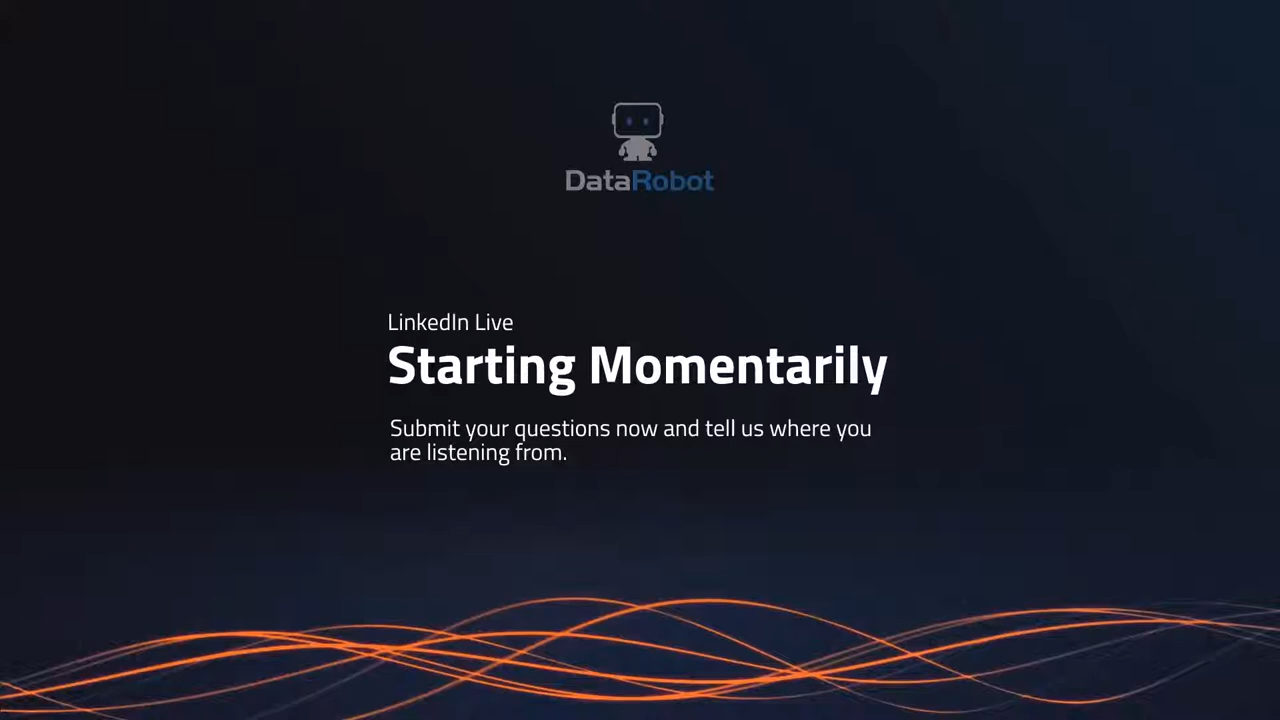 DataRobot
LinkedIn Live
Starting Momentarily
Submit your questions now and tell us where you
are listening from.